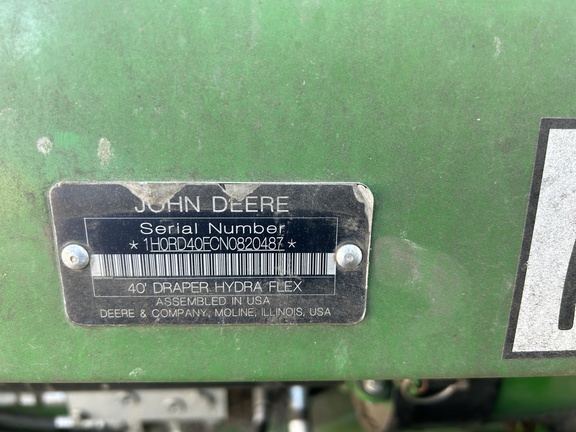 JOHN DEERE
Serial Number
*1H0RD40FCN0820487*
40' DRAPER HYDRA FLEX
ASSEMBLED IN USA
DEERE & COMPANY, MOLINE, ILLINOIS, USA